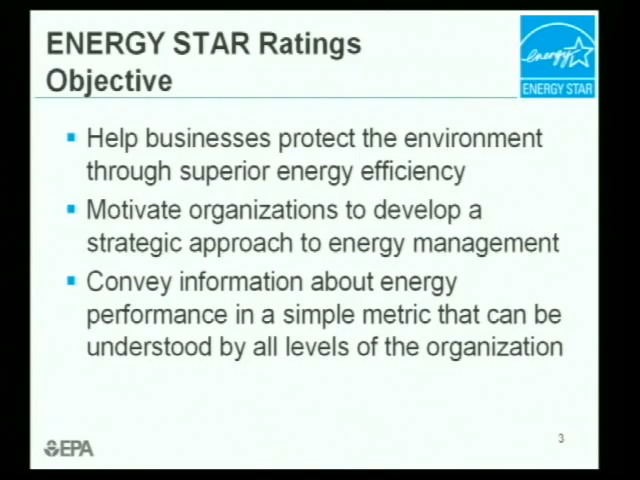 ENERGY STAR Ratings
Objective
energy
ENERGY STAR
Help businesses protect the environment
through superior energy efficiency
Motivate organizations to develop a
strategic approach to energy management
Convey information about energy
performance in a simple metric that can be
understood by all levels of the organization
EPA
3